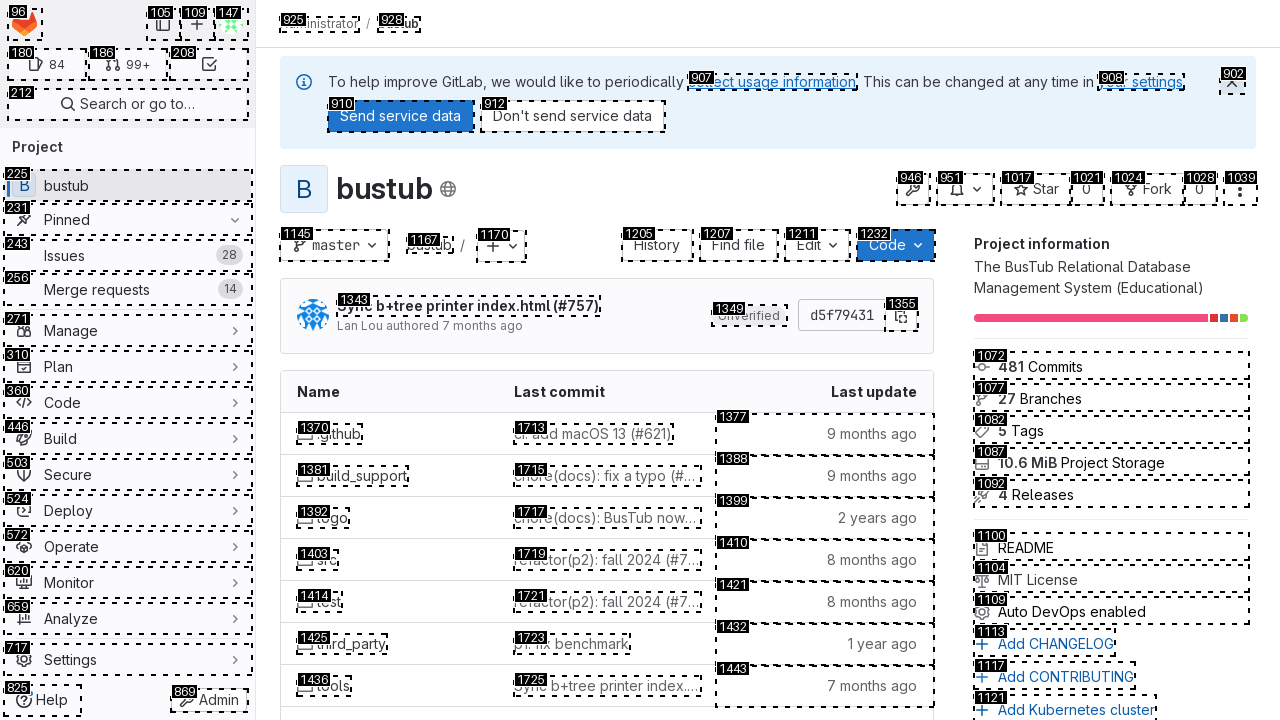 96 105 109 147
180 84 186 99+ 208
212 Search or go to…
Project
225 B bustub
231 Pinned
243 Issues 28
256 Merge requests 14
271 Manage
310 Plan
360 Code
446 Build
503 Secure
524 Deploy
572 Operate
620 Monitor
659 Analyze
717 Settings
825 Help 869 Admin
925 Administrator / 928 bustub
To help improve GitLab, we would like to periodically 907 collect usage information. This can be changed at any time in 908 your settings. 902
910 Send service data 912 Don't send service data
B bustub 946 951 1017 Star 1021 0 1024 Fork 1028 0 1039
1145 master 1167 bustub / 1170 1205 History 1207 Find file 1211 Edit 1232 Code
1343 Sync b+tree printer index.html (#757)
Lan Lou authored 7 months ago
1349 Unverified d5f79431 1355
Name Last commit Last update
1370 .github 1713 ci: add macOS 13 (#621) 1377 9 months ago
1381 build_support 1715 chore(docs): fix a typo (#… 1388 9 months ago
1392 logo 1717 chore(docs): BusTub now… 1399 2 years ago
1403 src 1719 refactor(p2): fall 2024 (#7… 1410 8 months ago
1414 test 1721 refactor(p2): fall 2024 (#7… 1421 8 months ago
1425 third_party 1723 p1: fix benchmark 1432 1 year ago
1436 tools 1725 Sync b+tree printer index.… 1443 7 months ago
Project information
The BusTub Relational Database
Management System (Educational)
1072 481 Commits
1077 27 Branches
1082 5 Tags
1087 10.6 MiB Project Storage
1092 4 Releases
1100 README
1104 MIT License
1109 Auto DevOps enabled
1113 Add CHANGELOG
1117 Add CONTRIBUTING
1121 Add Kubernetes cluster